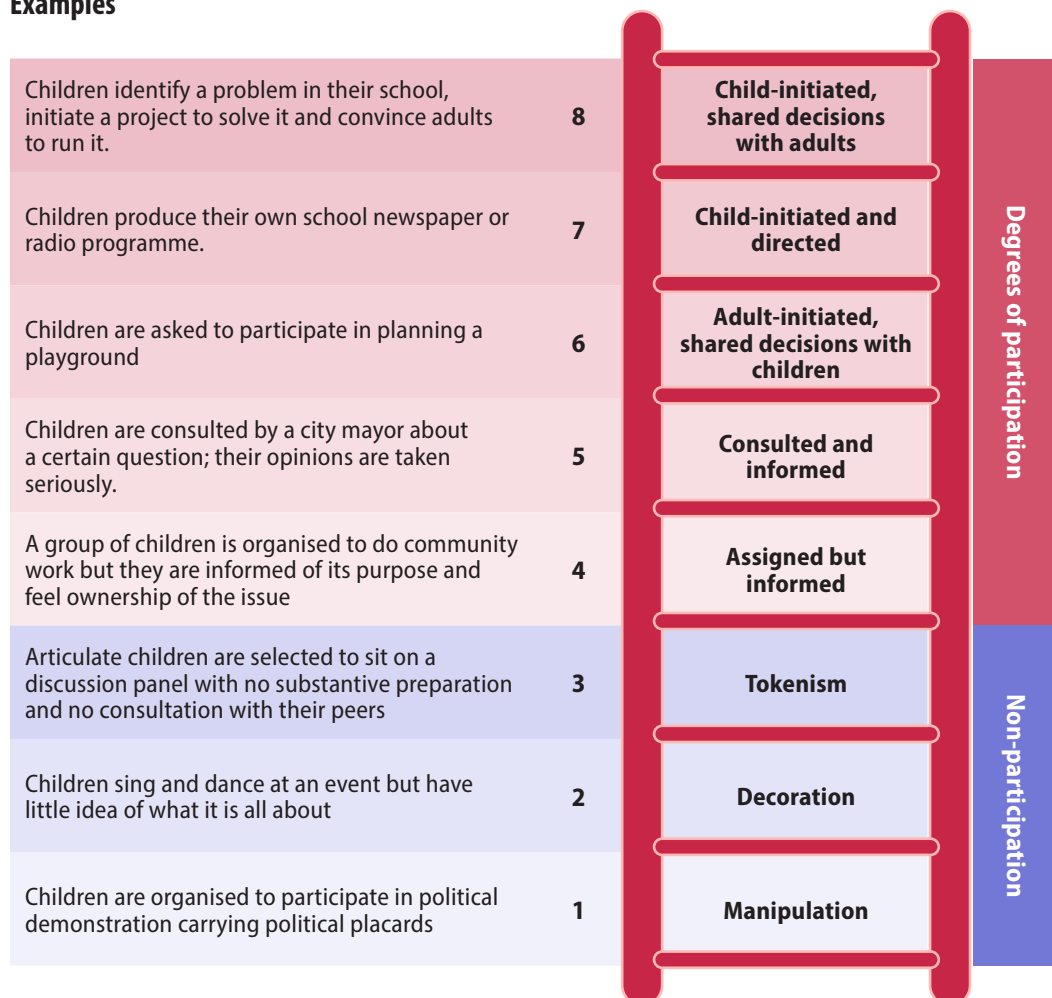 Examples
Children identify a problem in their school,
initiate a project to solve it and convince adults
to run it.
8
Child-initiated,
shared decisions
with adults
Children produce their own school newspaper or
radio programme.
7
Child-initiated and
directed
Children are asked to participate in planning a
playground
6
Adult-initiated,
shared decisions with
children
Children are consulted by a city mayor about
a certain question; their opinions are taken
seriously.
5
Consulted and
informed
A group of children is organised to do community
work but they are informed of its purpose and
feel ownership of the issue
4
Assigned but
informed
Degrees of participation
Articulate children are selected to sit on a
discussion panel with no substantive preparation
and no consultation with their peers
3
Tokenism
Children sing and dance at an event but have
little idea of what it is all about
2
Decoration
Children are organised to participate in political
demonstration carrying political placards
1
Manipulation
Non-participation